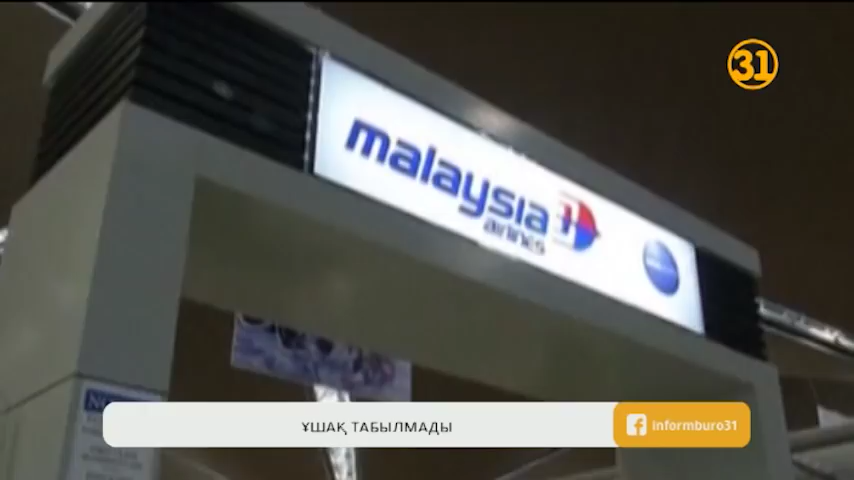 31
malaysia
airlines
ҰШАҚ ТАБЫЛМАДЫ
informburo31